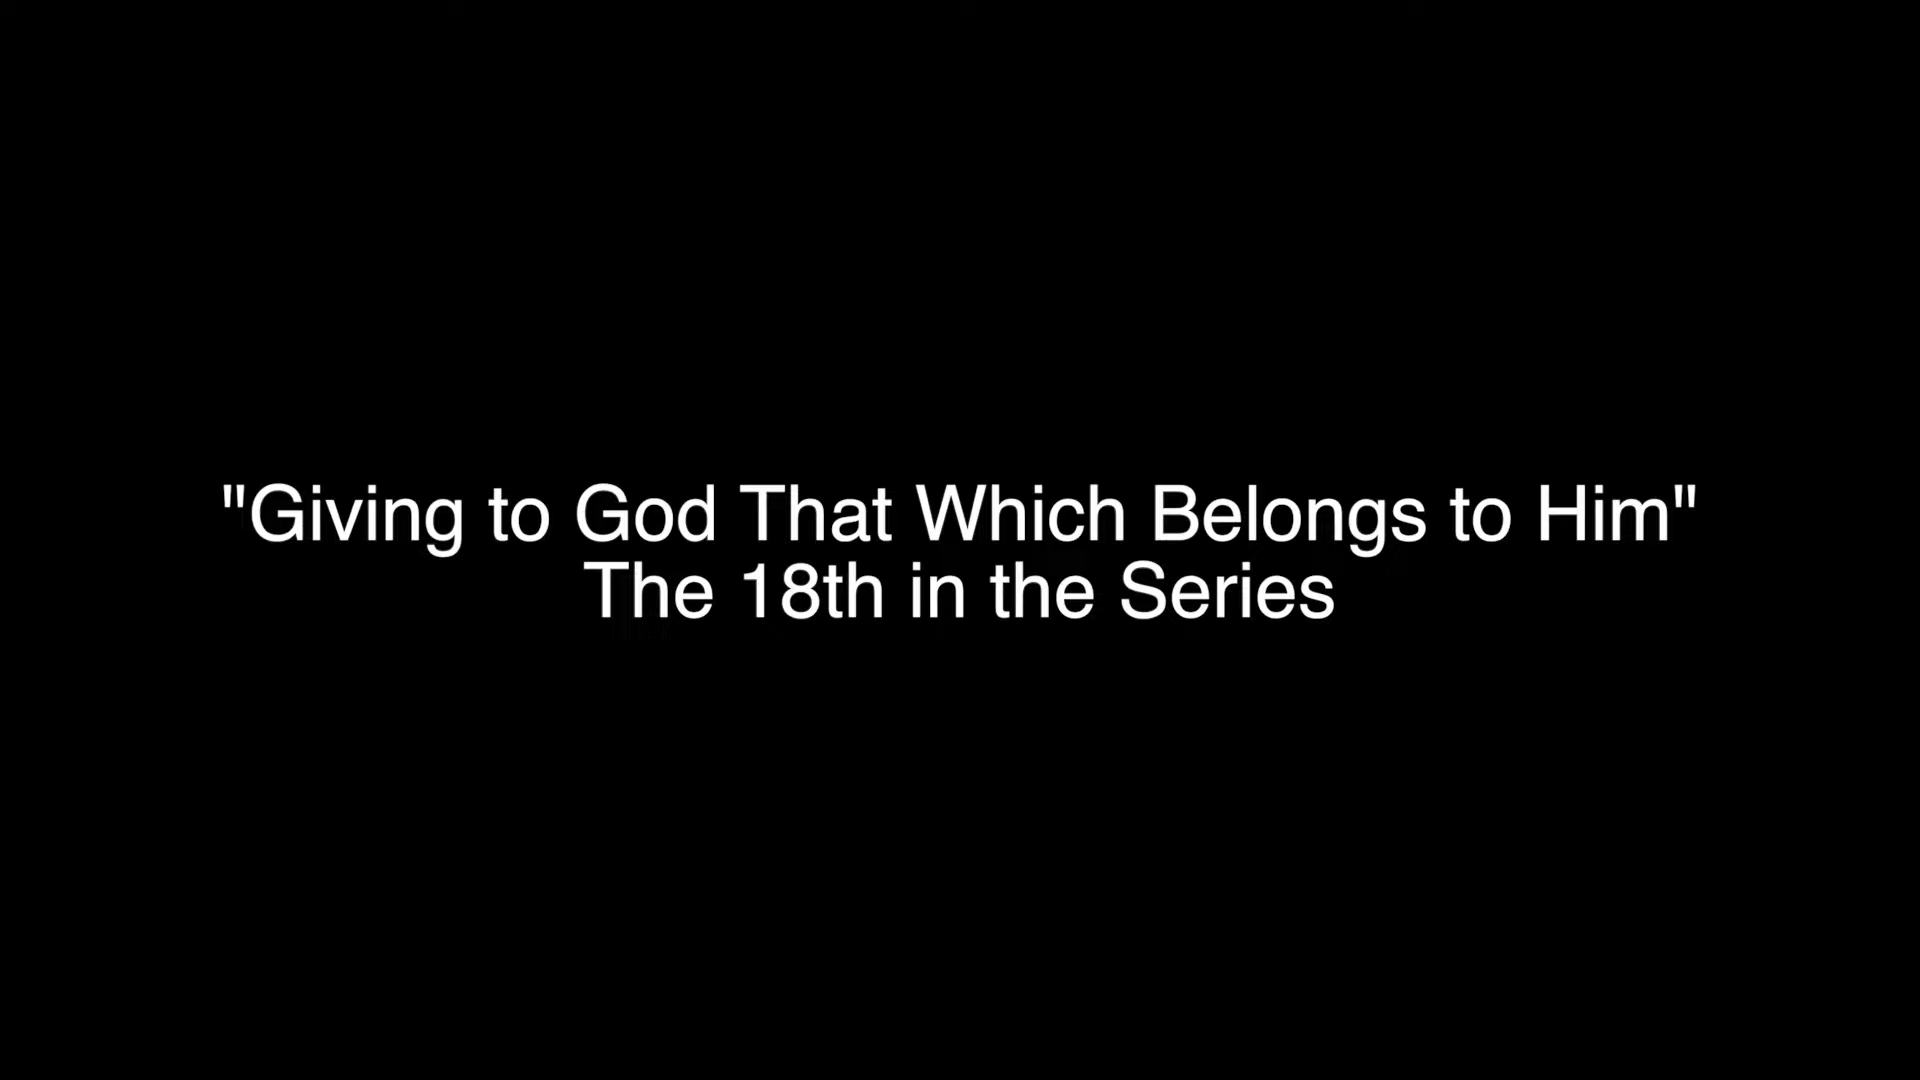 "Giving to God That Which Belongs to Him"
The 18th in the Series